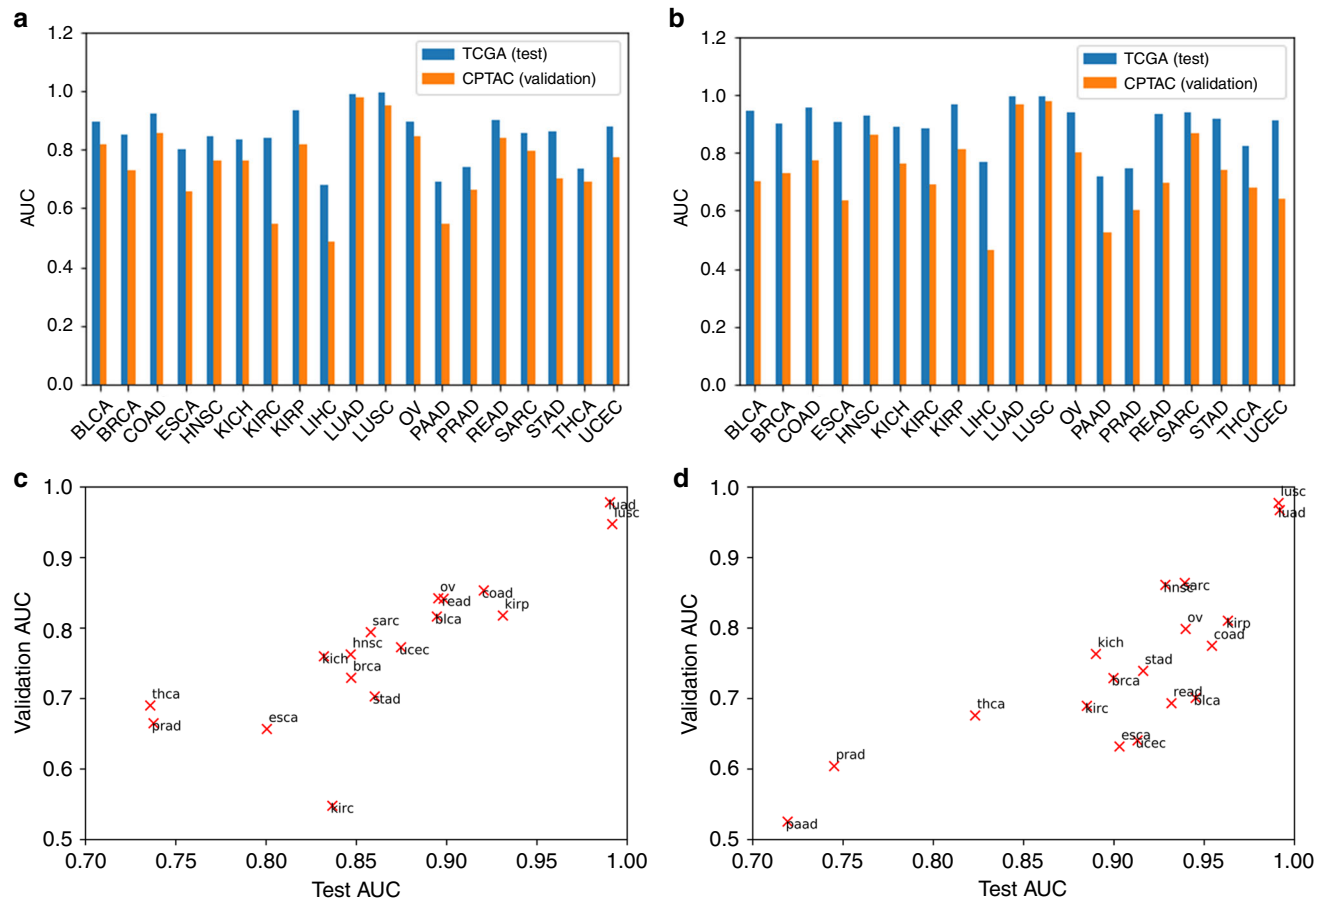 a
1.2
1.0
0.8
0.6
0.4
0.2
0.0
AUC
TCGA (test)
CPTAC (validation)
BLCA
BRCA
COAD
ESCA
HNSC
KICH
KIRC
KIRP
LIHC
LUAD
LUSC
OV
PAAD
PRAD
READ
SARC
STAD
THCA
UCEC
b
1.2
1.0
0.8
0.6
0.4
0.2
0.0
AUC
TCGA (test)
CPTAC (validation)
BLCA
BRCA
COAD
ESCA
HNSC
KICH
KIRC
KIRP
LIHC
LUAD
LUSC
OV
PAAD
PRAD
READ
SARC
STAD
THCA
UCEC
c
1.0
0.9
0.8
0.7
0.6
0.5
Validation AUC
luad
lusc
ov
read
coad
kirp
blca
sarc
hnsc
kich
ucec
brca
stad
thca
prad
esca
kirc
0.70
0.75
0.80
0.85
0.90
0.95
1.00
Test AUC
d
1.0
0.9
0.8
0.7
0.6
0.5
Validation AUC
lusc
luad
hnsc
sarc
ov
kirp
coad
kich
stad
brca
read
blca
kirc
thca
esca
ucec
prad
paad
0.70
0.75
0.80
0.85
0.90
0.95
1.00
Test AUC